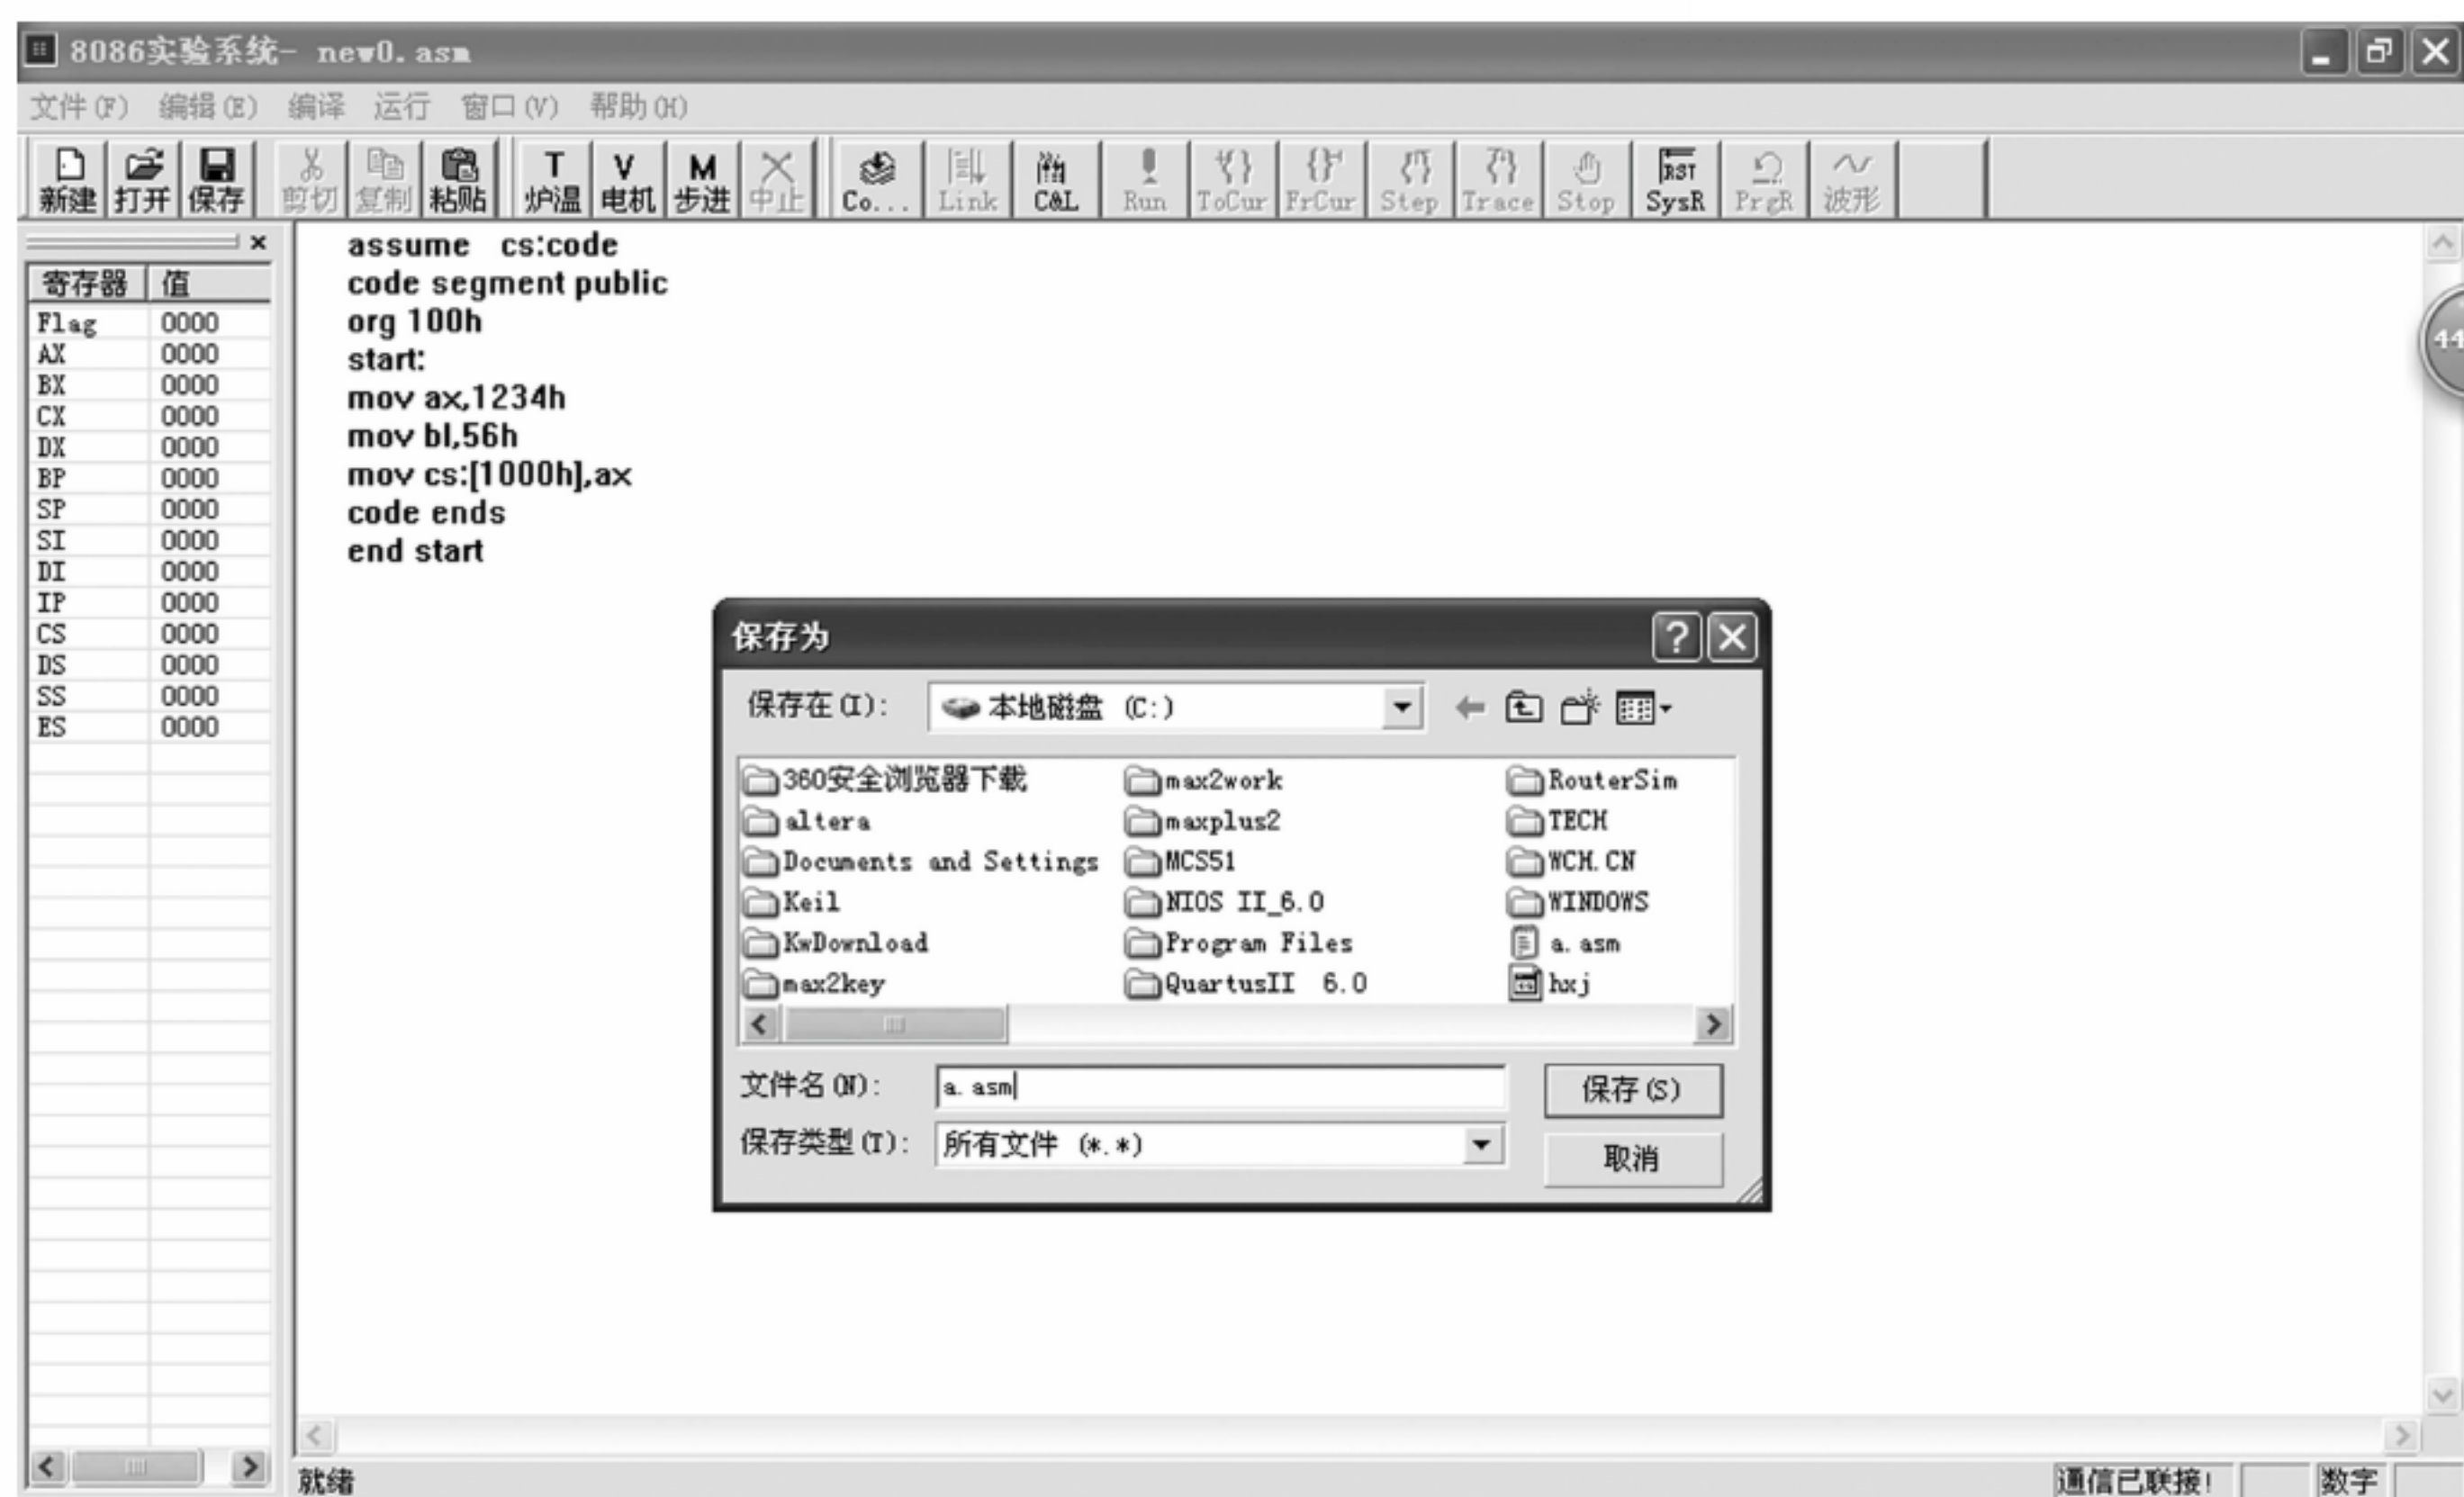 8086实验系统- new0.asm
文件(F) 编辑(E) 编译 运行 窗口(V) 帮助(H)
新建 打开 保存 剪切 复制 粘贴 T 炉温 V 电机 M 步进 中止 Co... Link C&L Run ToCur FrCur Step Trace Stop RST SysR PrgR 波形
寄存器 值
Flag 0000
AX 0000
BX 0000
CX 0000
DX 0000
BP 0000
SP 0000
SI 0000
DI 0000
IP 0000
CS 0000
DS 0000
SS 0000
ES 0000
assume cs:code
code segment public
org 100h
start:
mov ax,1234h
mov bl,56h
mov cs:[1000h],ax
code ends
end start
44
保存为
保存在(I): 本地磁盘 (C:)
360安全浏览器下载 max2work RouterSim
altera maxplus2 TECH
Documents and Settings MCS51 WCH.CN
Keil NIOS II_6.0 WINDOWS
KwDownload Program Files a.asm
max2key QuartusII 6.0 hxj
文件名(N): a.asm 保存(S)
保存类型(T): 所有文件 (*.*) 取消
就绪 通信已联接! 数字